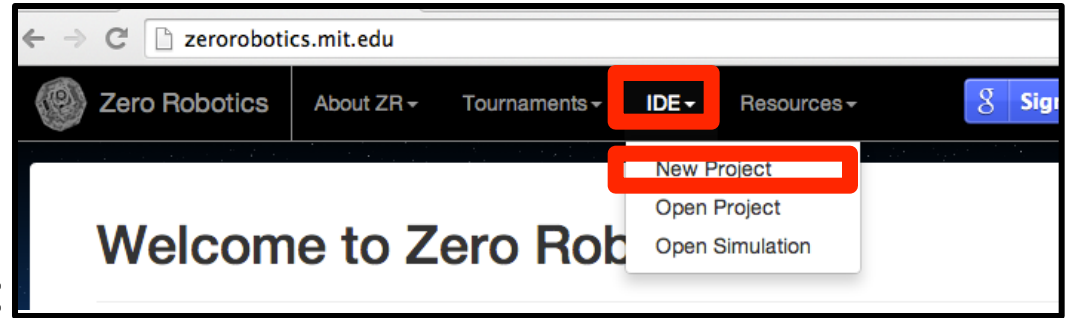 zerorobotics.mit.edu
Zero Robotics About ZR Tournaments IDE Resources g Sign
New Project
Open Project
Open Simulation
Welcome to Zero Rob